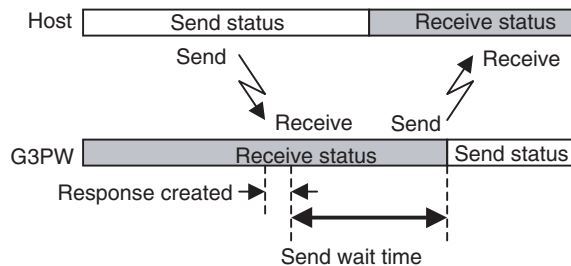 Host
Send status
Receive status
Send
Receive
Receive
Send
G3PW
Receive status
Send status
Response created
Send wait time